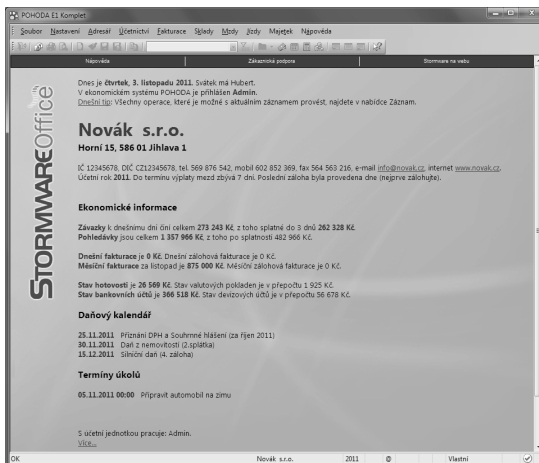 POHODA E1 Komplet
Soubor Nastavení Adresář Účetnictví Fakturace Sklady Mzdy Jízdy Majetek Nápověda
Nápověda Zákaznická podpora Stormware na webu
STORMWAREOffice
Dnes je čtvrtek, 3. listopadu 2011. Svátek má Hubert.
V ekonomickém systému POHODA je přihlášen Admin.
Dnešní tip: Všechny operace, které je možné s aktuálním záznamem provést, najdete v nabídce Záznam.
Novák s.r.o.
Horní 15, 586 01 Jihlava 1
IČ 12345678, DIČ CZ12345678, tel. 569 876 542, mobil 602 852 369, fax 564 563 216, e-mail info@novak.cz, internet www.novak.cz.
Účetní rok 2011. Do termínu výplaty mezd zbývá 7 dní. Poslední záloha byla provedena dne (nejprve zálohujte).
Ekonomické informace
Závazky k dnešnímu dni činí celkem 273 243 Kč, z toho splatné do 3 dnů 262 328 Kč.
Pohledávky jsou celkem 1 357 966 Kč, z toho po splatnosti 482 966 Kč.
Dnešní fakturace je 0 Kč. Dnešní zálohová fakturace je 0 Kč.
Měsíční fakturace za listopad je 875 000 Kč. Měsíční zálohová fakturace je 0 Kč.
Stav hotovosti je 26 569 Kč. Stav valutových pokladen je v přepočtu 1 925 Kč.
Stav bankovních účtů je 366 518 Kč. Stav devizových účtů je v přepočtu 56 678 Kč.
Daňový kalendář
25.11.2011 Přiznání DPH a Souhrnné hlášení (za říjen 2011)
30.11.2011 Daň z nemovitostí (2.splátka)
15.12.2011 Silniční daň (4. záloha)
Termíny úkolů
05.11.2011 00:00 Připravit automobil na zimu
S účetní jednotkou pracuje: Admin.
Více...
OK Novák s.r.o. 2011 @ Vlastní